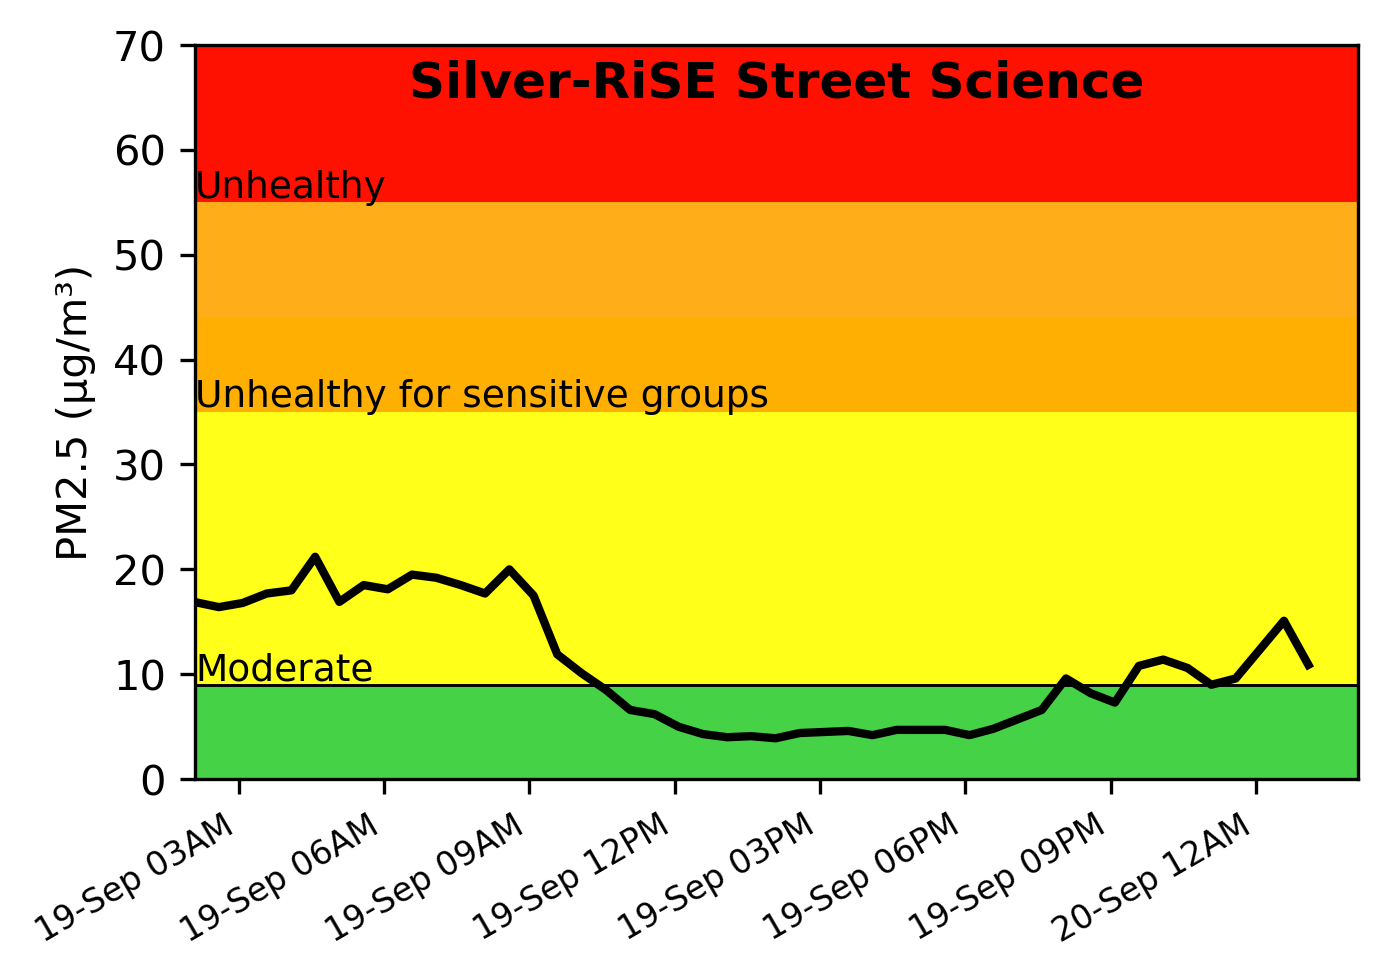 Silver-RiSE Street Science
70
60
50
40
30
20
10
0
PM2.5 (µg/m³)
Unhealthy
Unhealthy for sensitive groups
Moderate
19-Sep 03AM
19-Sep 06AM
19-Sep 09AM
19-Sep 12PM
19-Sep 03PM
19-Sep 06PM
19-Sep 09PM
20-Sep 12AM